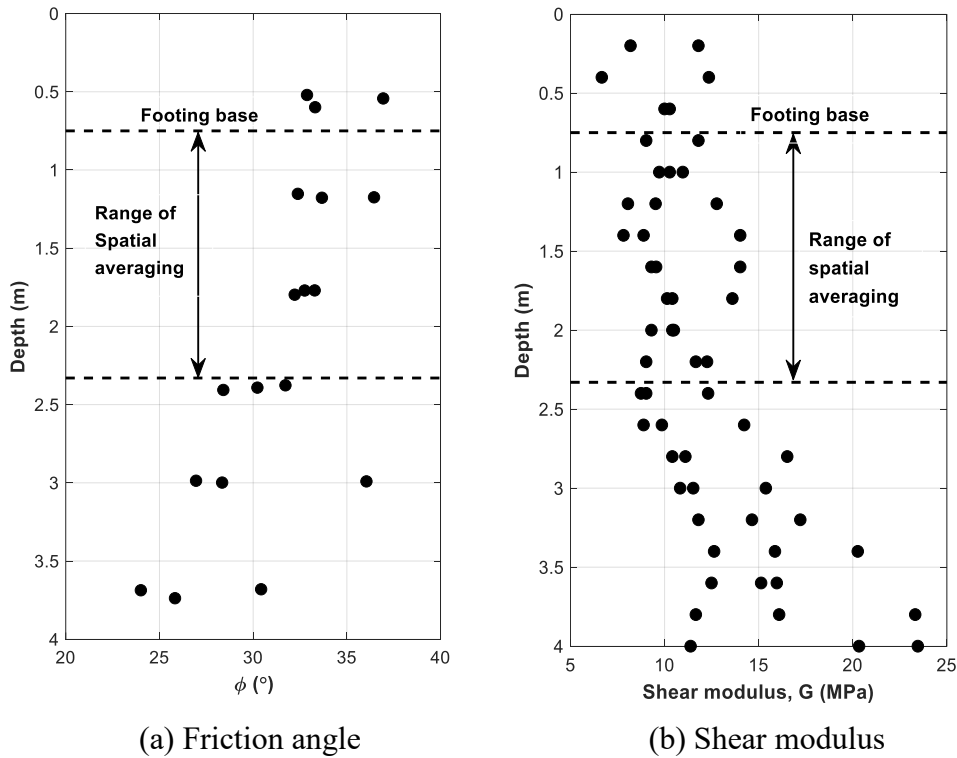 0
0.5
1
1.5
2
2.5
3
3.5
4
Depth (m)
Footing base
Range of
Spatial
averaging
20
25
30
35
40
ϕ (°)
(a) Friction angle
0
0.5
1
1.5
2
2.5
3
3.5
4
Depth (m)
Footing base
Range of
spatial
averaging
5
10
15
20
25
Shear modulus, G (MPa)
(b) Shear modulus